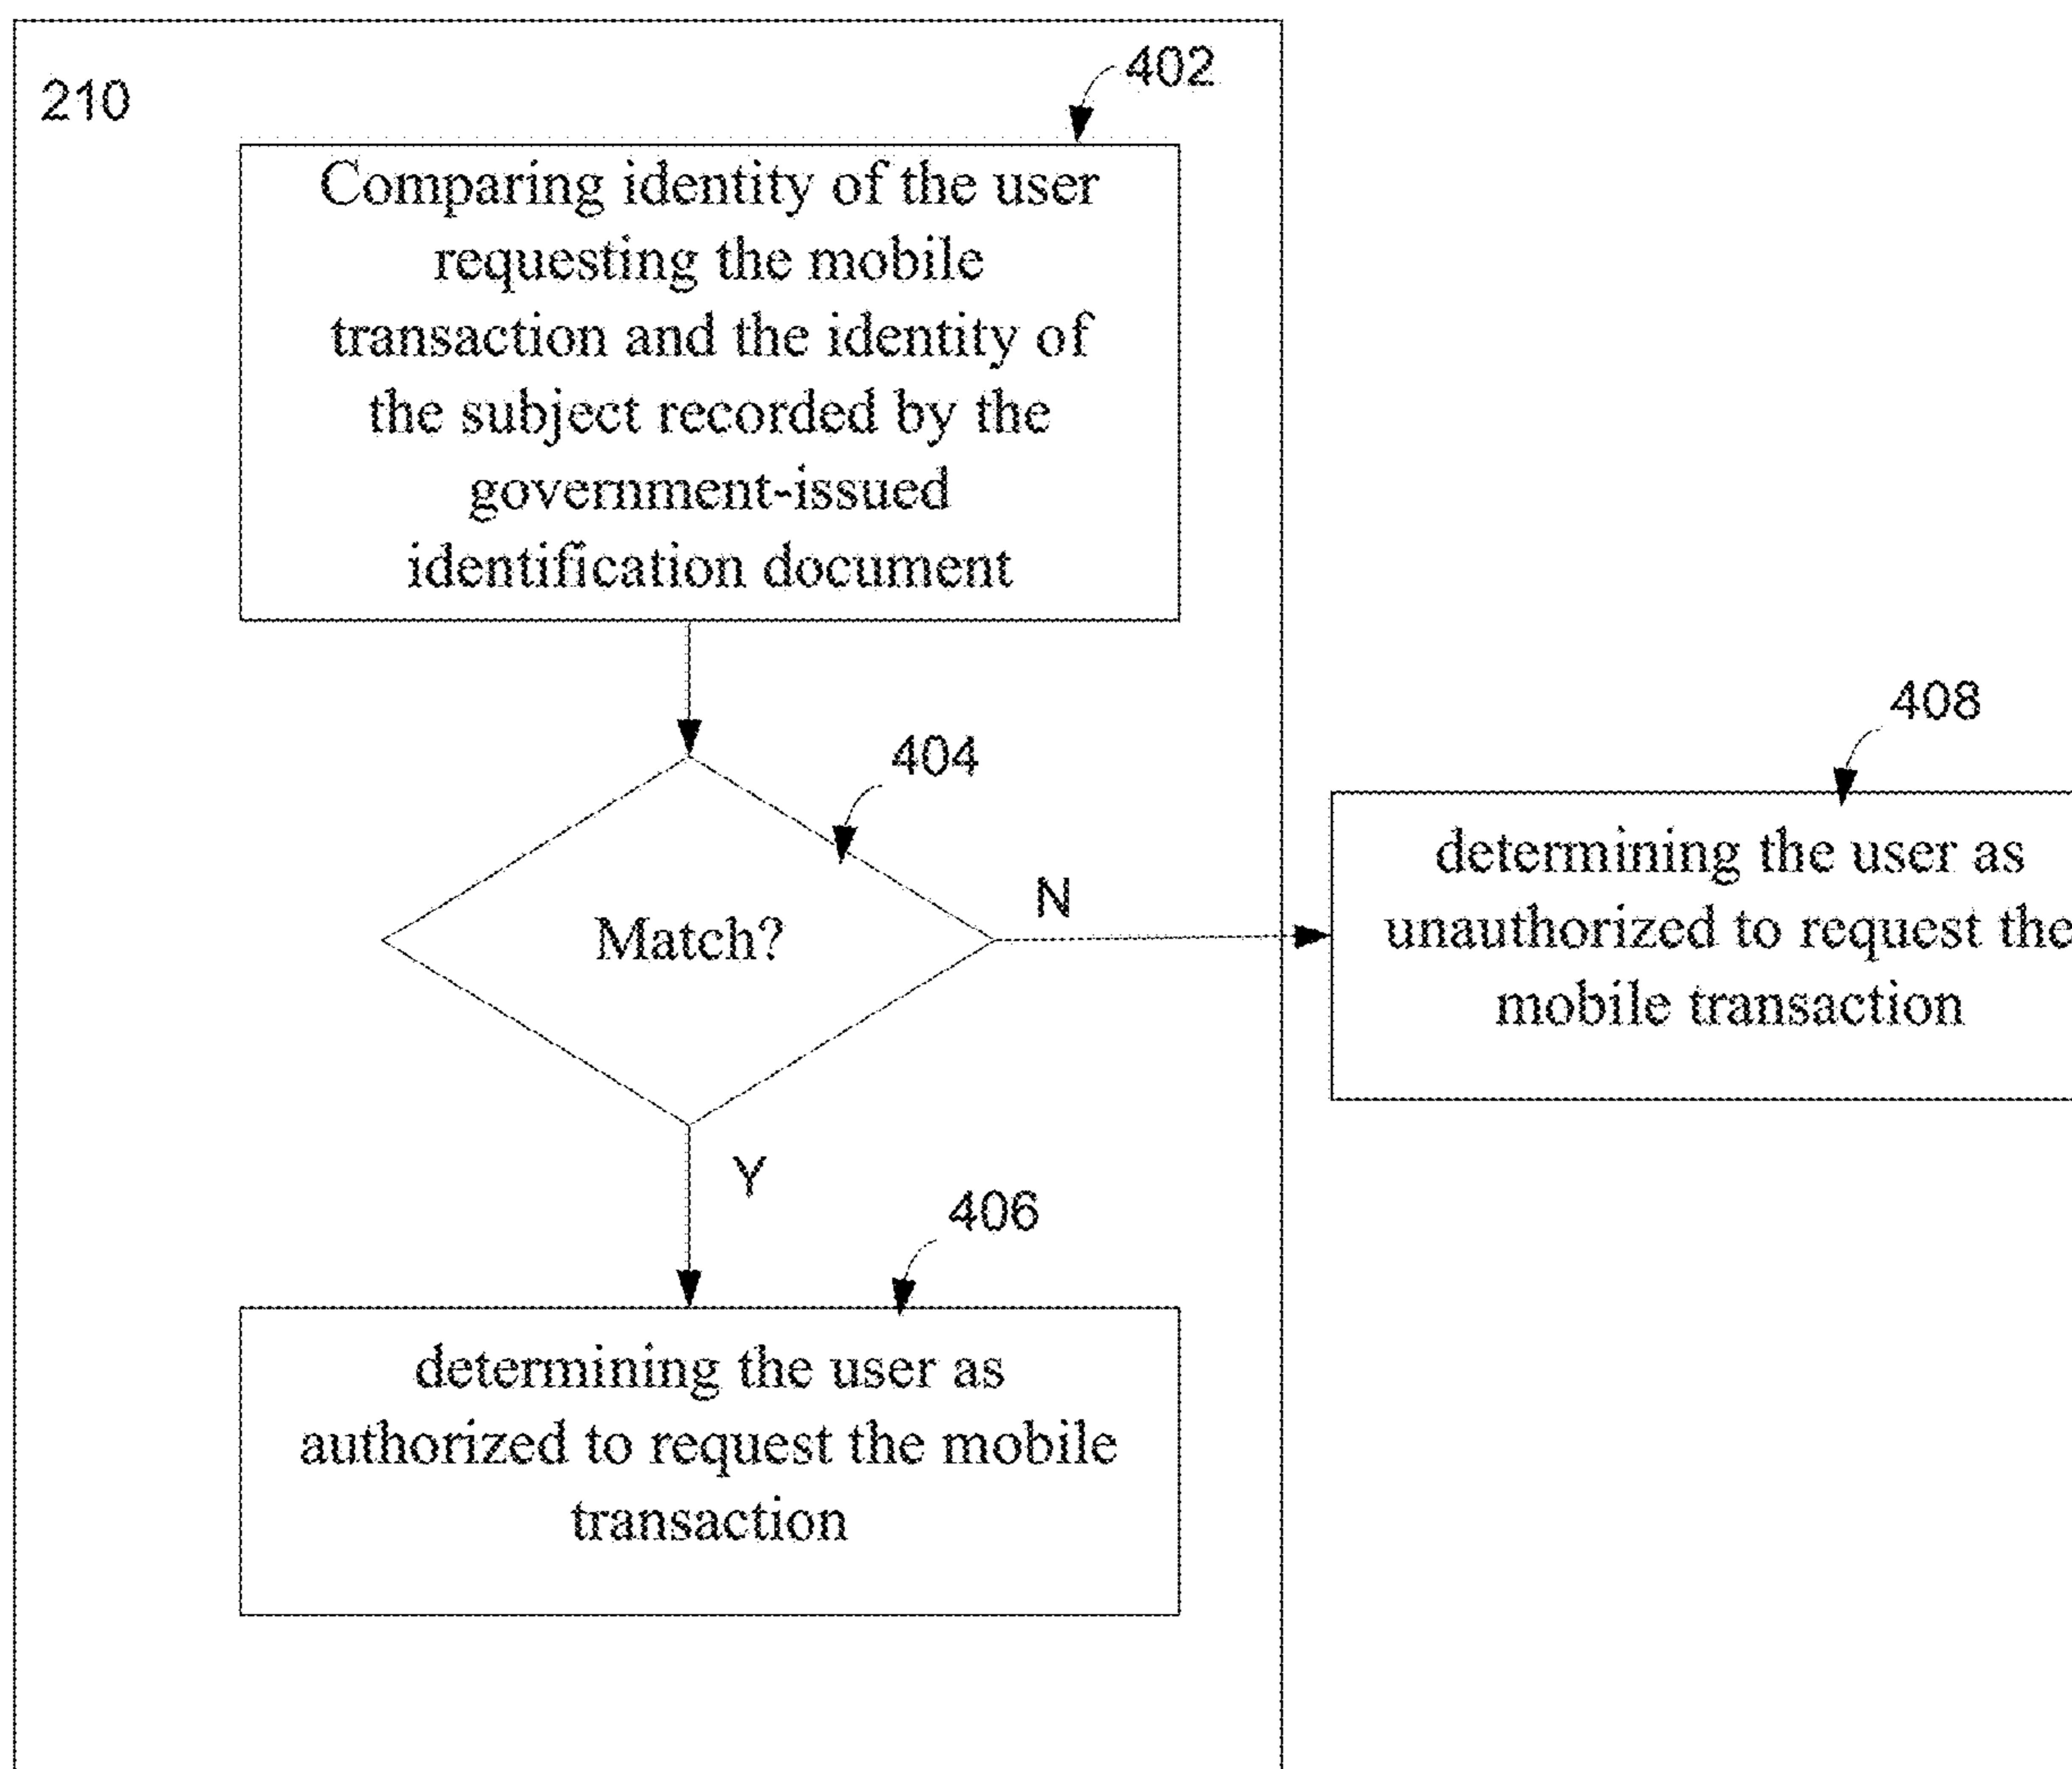 402
210
Comparing identity of the user
requesting the mobile
transaction and the identity of
the subject recorded by the
government-issued
identification document
404
Match?
N
408
determining the user as
unauthorized to request the
mobile transaction
Y
406
determining the user as
authorized to request the mobile
transaction